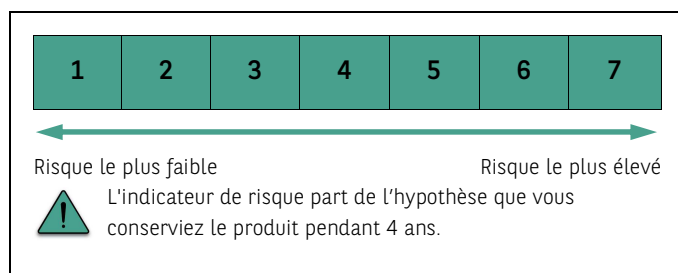 1 2 3 4 5 6 7
Risque le plus faible Risque le plus élevé
L'indicateur de risque part de l’hypothèse que vous
conserviez le produit pendant 4 ans.